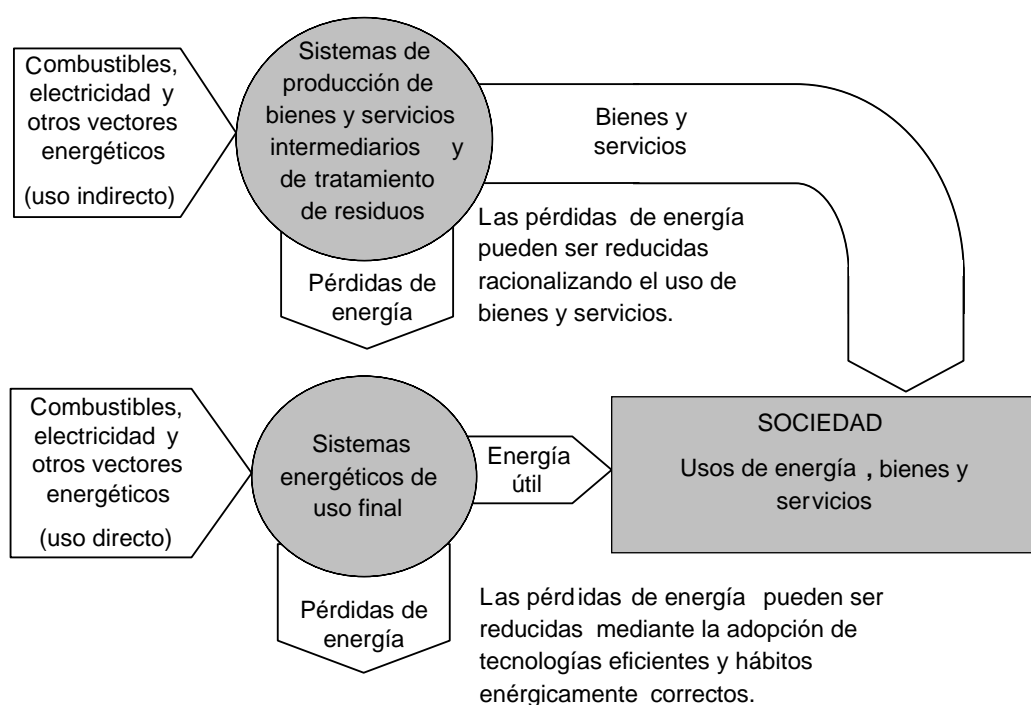 Combustibles,
electricidad y
otros vectores
energéticos
(uso indirecto)
Sistemas de
producción de
bienes y servicios
intermediarios y
de tratamiento
de residuos
Bienes y
servicios
Pérdidas de
energía
Las pérdidas de energía
pueden ser reducidas
racionalizando el uso de
bienes y servicios.
Combustibles,
electricidad y
otros vectores
energéticos
(uso directo)
Sistemas
energéticos de
uso final
Energía
útil
SOCIEDAD
Usos de energía , bienes y
servicios
Pérdidas de
energía
Las pérdidas de energía pueden ser
reducidas mediante la adopción de
tecnologías eficientes y hábitos
enérgicamente correctos.